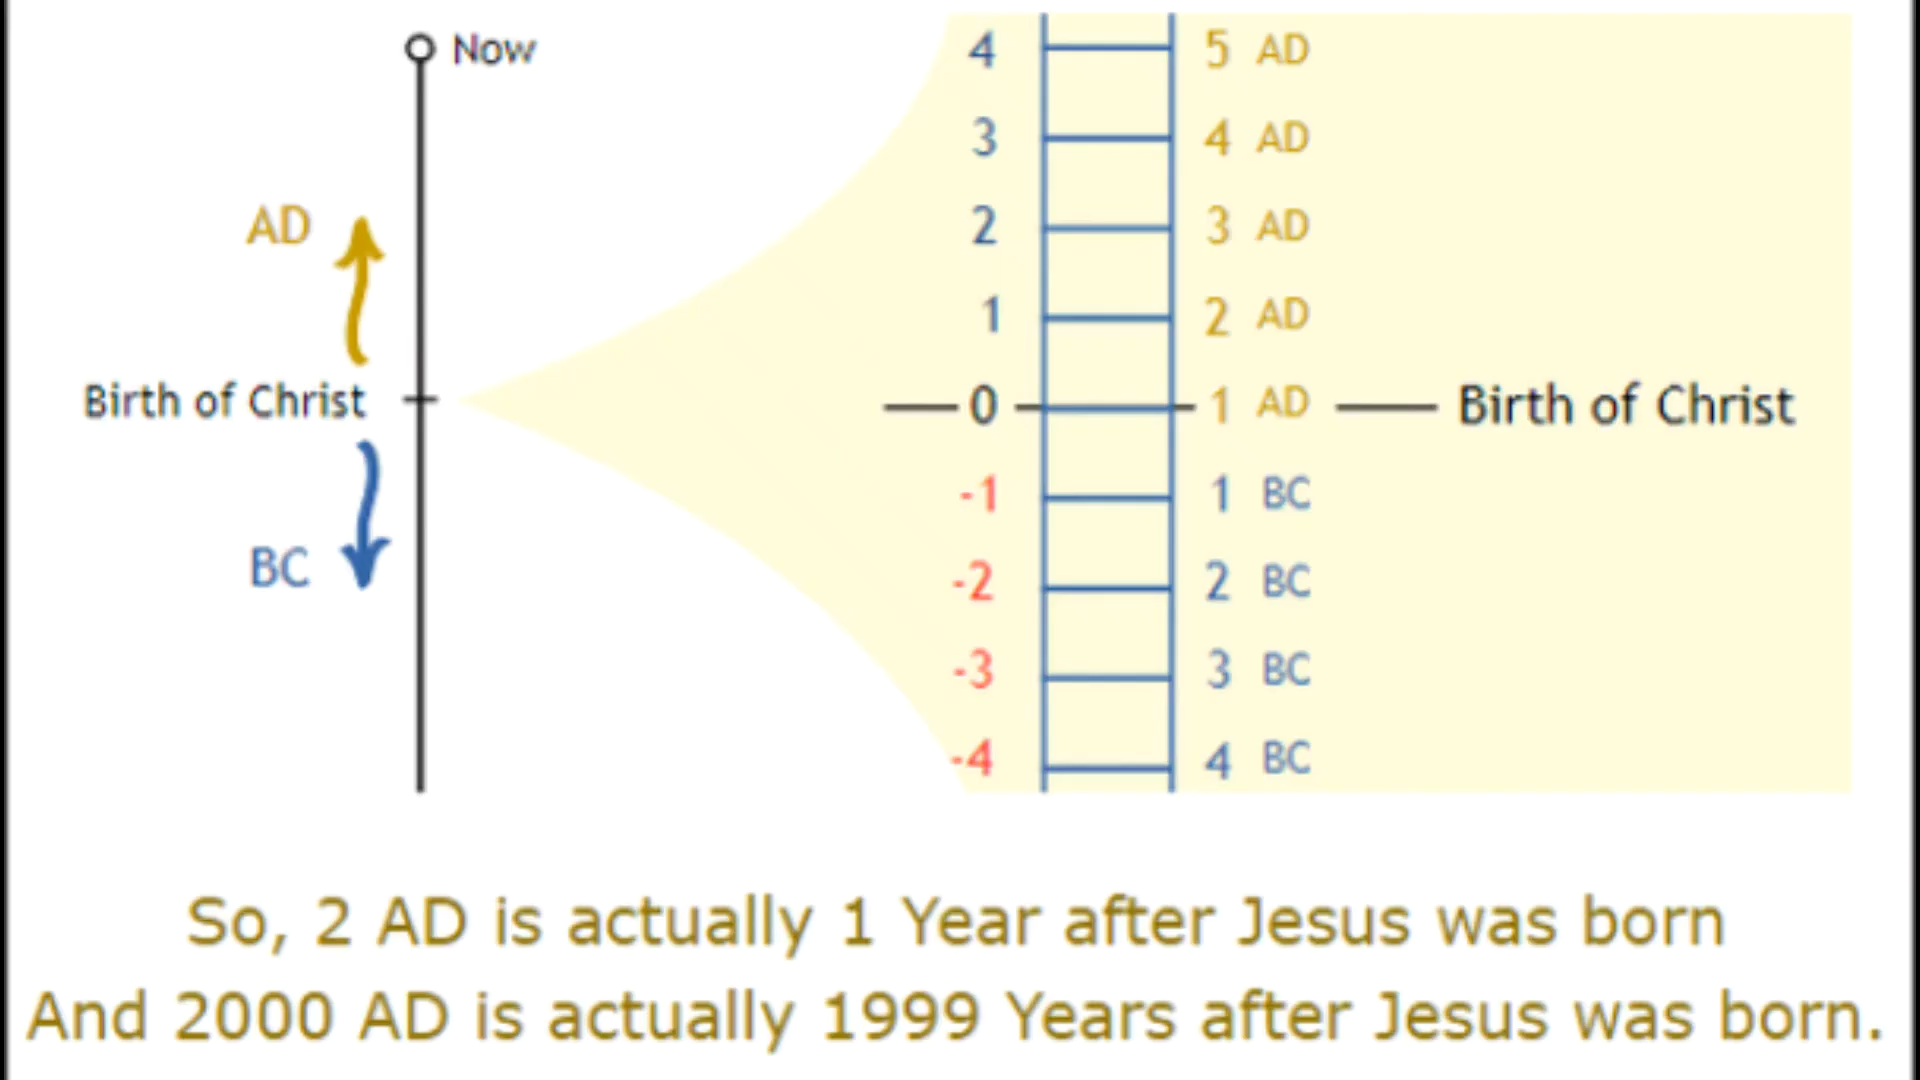 Now
AD
Birth of Christ
BC
4 5 AD
3 4 AD
2 3 AD
1 2 AD
0 1 AD Birth of Christ
-1 1 BC
-2 2 BC
-3 3 BC
-4 4 BC
So, 2 AD is actually 1 Year after Jesus was born
And 2000 AD is actually 1999 Years after Jesus was born.